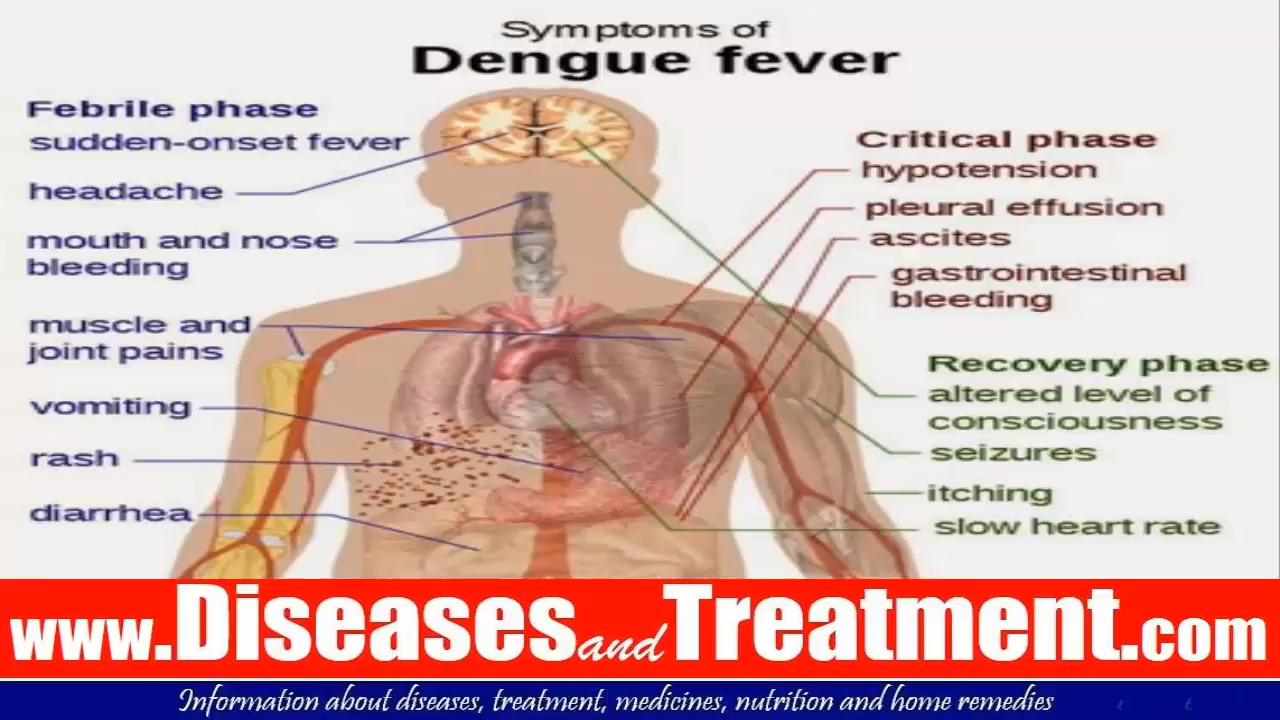 Symptoms of
Dengue fever
Febrile phase
sudden-onset fever
headache
mouth and nose
bleeding
muscle and
joint pains
vomiting
rash
diarrhea
Critical phase
hypotension
pleural effusion
ascites
gastrointestinal
bleeding
Recovery phase
altered level of
consciousness
seizures
itching
slow heart rate
www.DiseasesandTreatment.com
Information about diseases, treatment, medicines, nutrition and home remedies